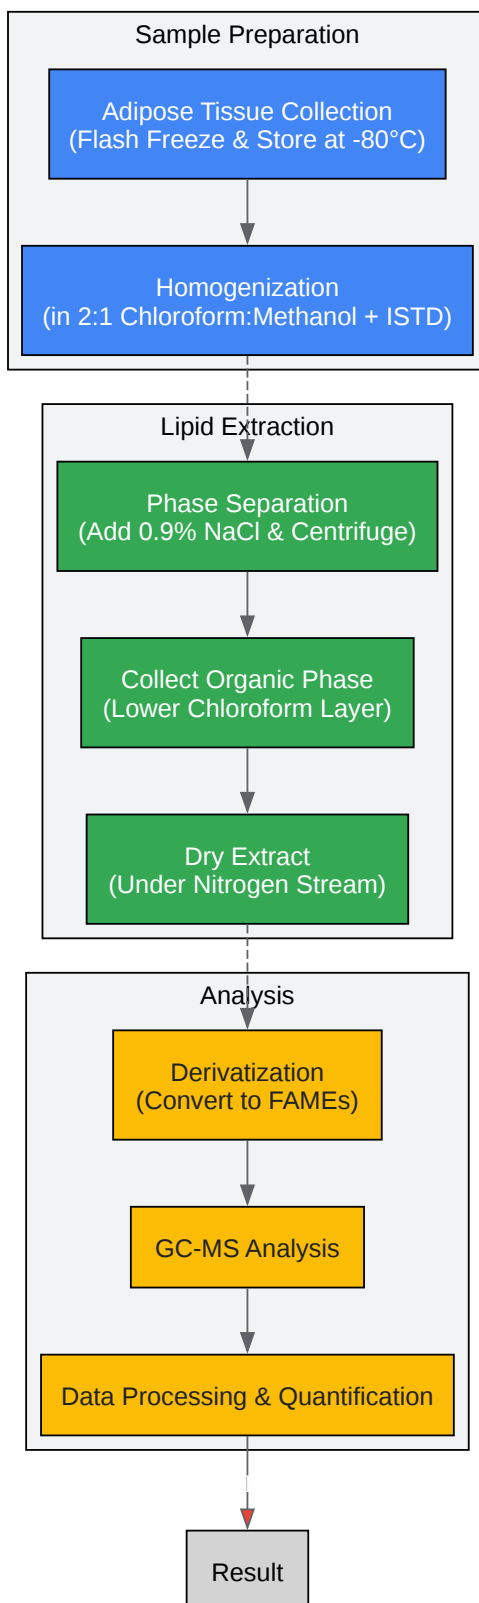 Sample Preparation
Adipose Tissue Collection
(Flash Freeze & Store at -80°C)
Homogenization
(in 2:1 Chloroform:Methanol + ISTD)
Lipid Extraction
Phase Separation
(Add 0.9% NaCl & Centrifuge)
Collect Organic Phase
(Lower Chloroform Layer)
Dry Extract
(Under Nitrogen Stream)
Analysis
Derivatization
(Convert to FAMEs)
GC-MS Analysis
Data Processing & Quantification
Result